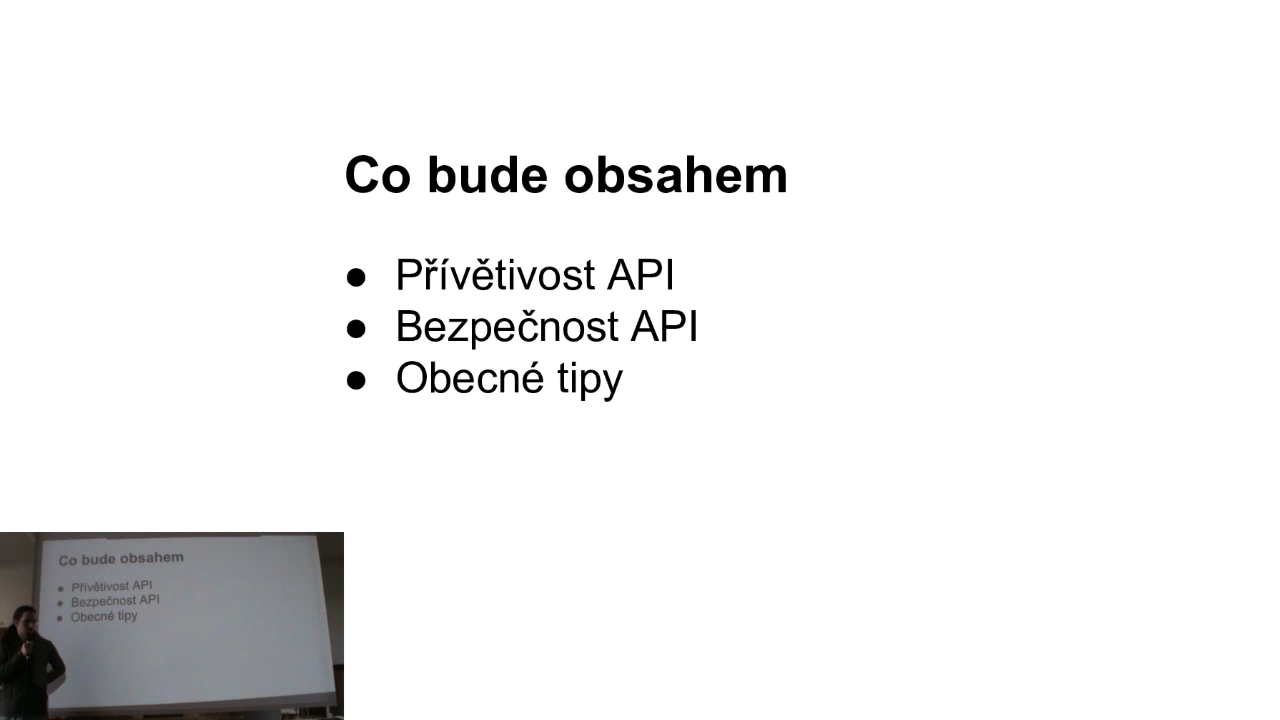 Co bude obsahem
● Přívětivost API
● Bezpečnost API
● Obecné tipy
Co bude obsahem
● Přívětivost API
● Bezpečnost API
● Obecné tipy